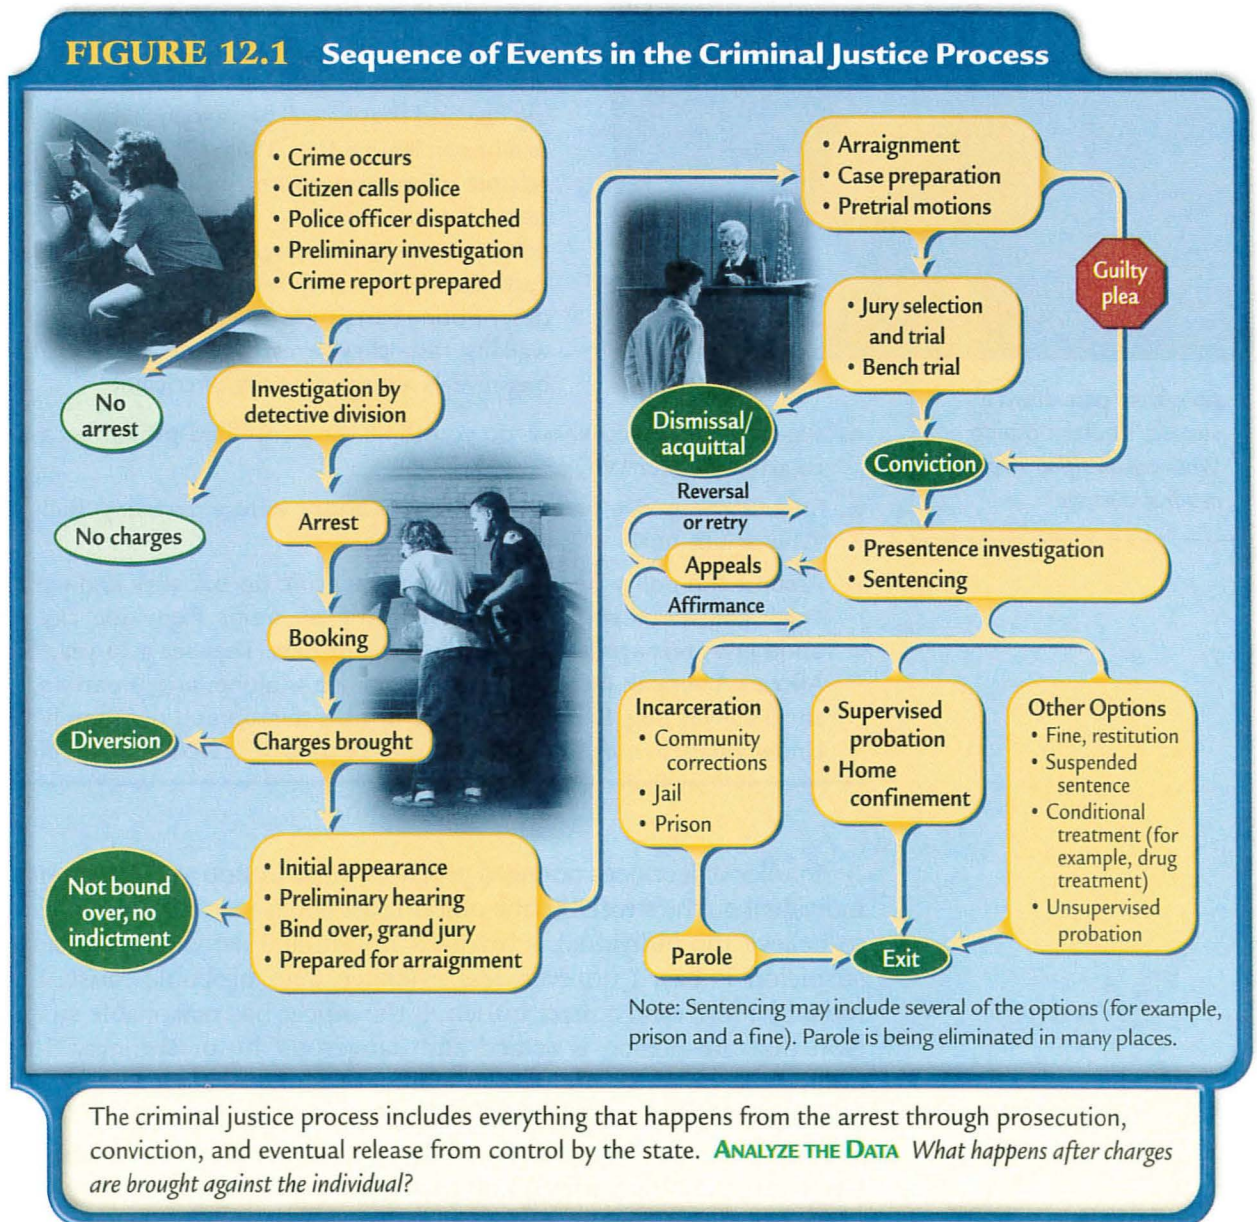 FIGURE 12.1 Sequence of Events in the Criminal Justice Process
• Crime occurs
• Citizen calls police
• Police officer dispatched
• Preliminary investigation
• Crime report prepared
No
arrest
Investigation by
detective division
No charges
Arrest
Booking
Diversion
Charges brought
Not bound
over, no
indictment
• Initial appearance
• Preliminary hearing
• Bind over, grand jury
• Prepared for arraignment
• Arraignment
• Case preparation
• Pretrial motions
Guilty
plea
• Jury selection
and trial
• Bench trial
Dismissal/
acquittal
Conviction
Reversal
or retry
Appeals
Affirmance
• Presentence investigation
• Sentencing
Incarceration
• Community
corrections
• Jail
• Prison
• Supervised
probation
• Home
confinement
Other Options
• Fine, restitution
• Suspended
sentence
• Conditional
treatment (for
example, drug
treatment)
• Unsupervised
probation
Parole
Exit
Note: Sentencing may include several of the options (for example,
prison and a fine). Parole is being eliminated in many places.
The criminal justice process includes everything that happens from the arrest through prosecution,
conviction, and eventual release from control by the state. ANALYZE THE DATA What happens after charges
are brought against the individual?